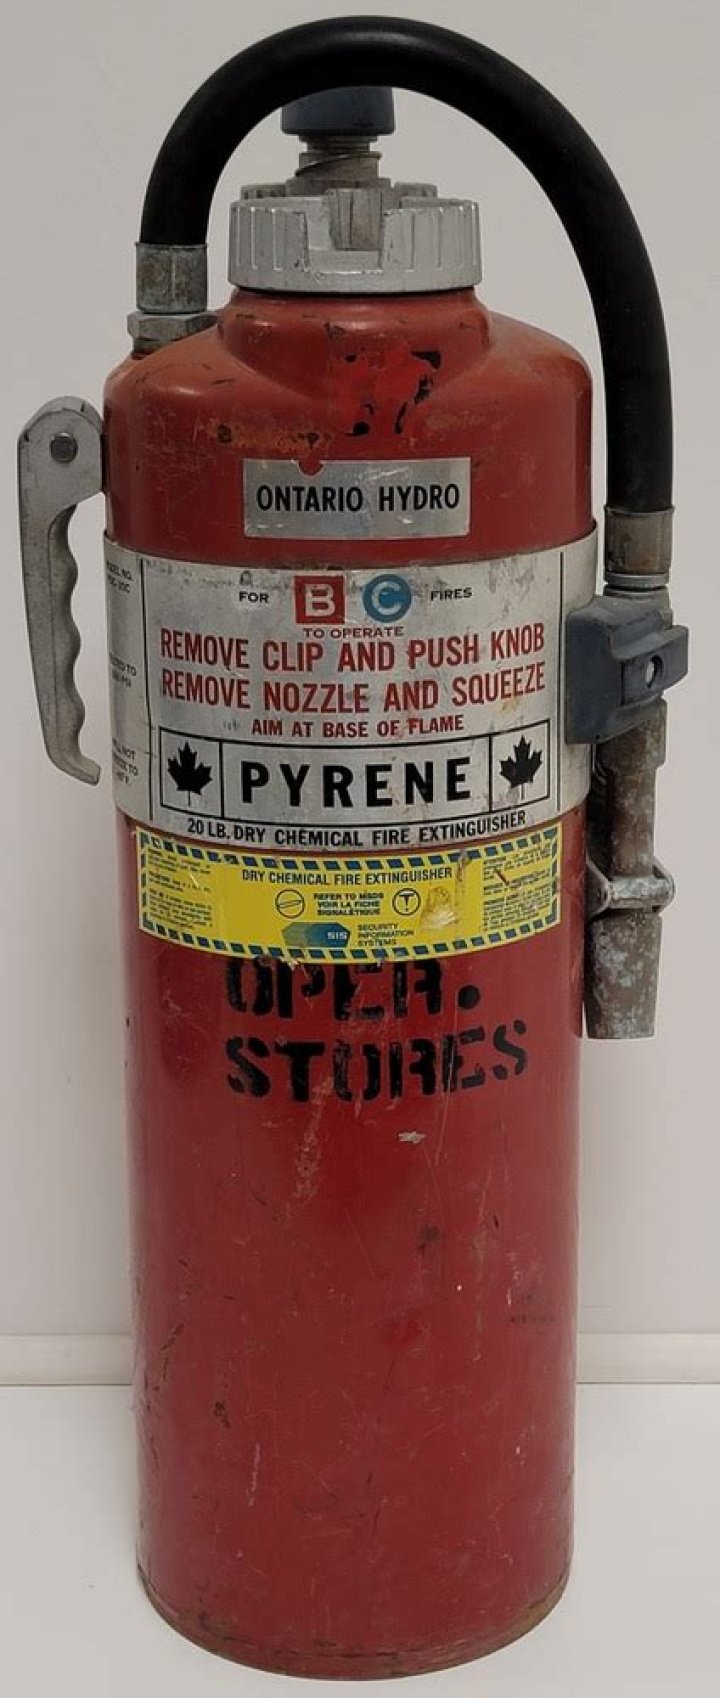 ONTARIO HYDRO
FOR B C FIRES
TO OPERATE
REMOVE CLIP AND PUSH KNOB
REMOVE NOZZLE AND SQUEEZE
AIM AT BASE OF FLAME
PYRENE
20 LB. DRY CHEMICAL FIRE EXTINGUISHER
DRY CHEMICAL FIRE EXTINGUISHER
REFER TO MSDS
VOIR LA FICHE
SIGNALÉTIQUE
SIS SECURITY
INFORMATION
SYSTEMS
OPER.
STORES